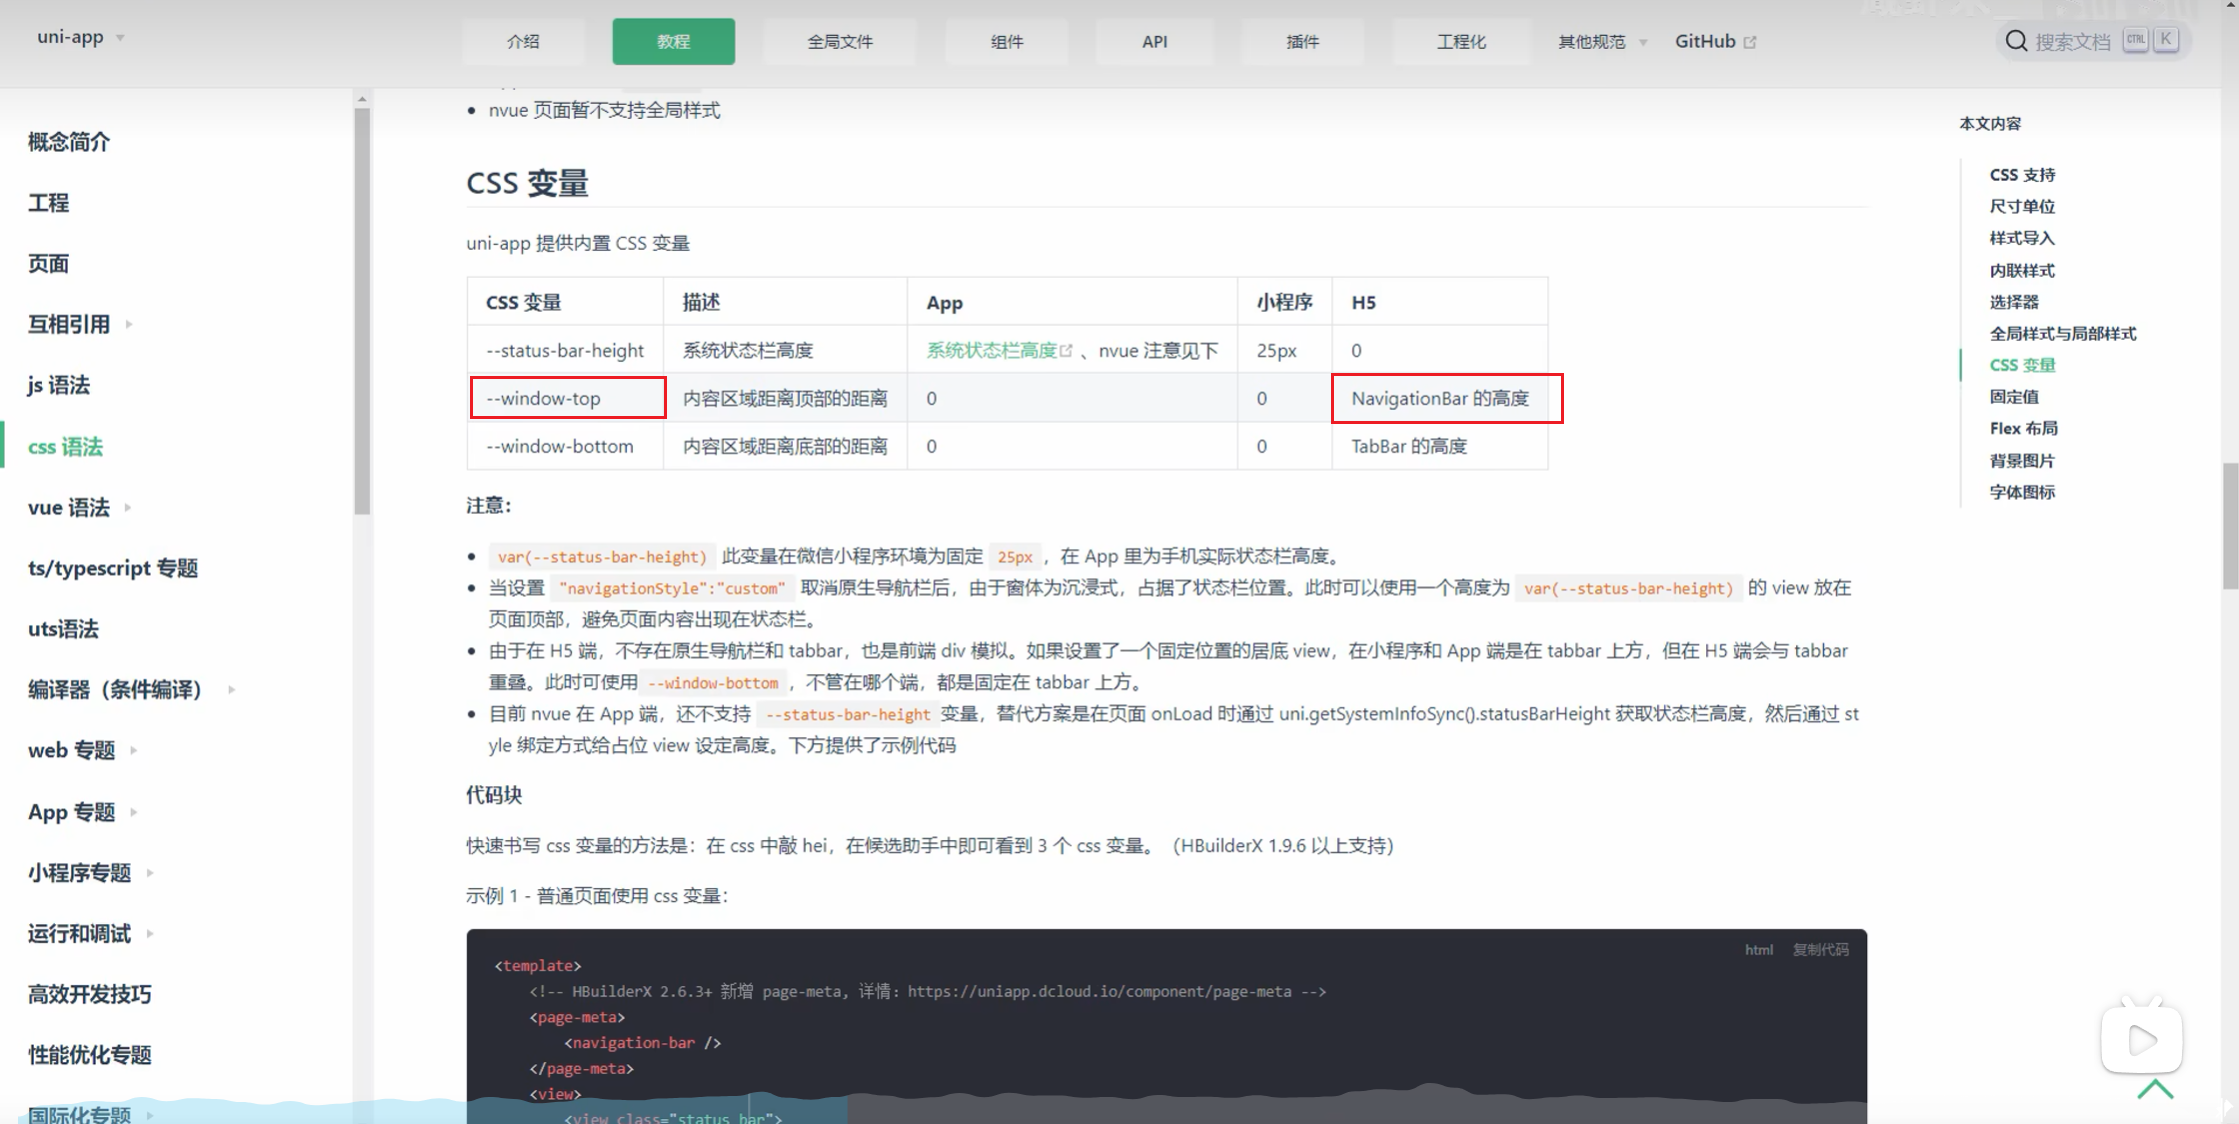 uni-app
介绍
教程
全局文件
组件
API
插件
工程化
其他规范
GitHub
搜索文档
CTRL K
概念简介
工程
页面
互相引用
js 语法
css 语法
vue 语法
ts/typescript 专题
uts语法
编译器（条件编译）
web 专题
App 专题
小程序专题
运行和调试
高效开发技巧
性能优化专题
国际化专题
nvue 页面暂不支持全局样式
CSS 变量
uni-app 提供内置 CSS 变量
CSS 变量 描述 App 小程序 H5
--status-bar-height 系统状态栏高度 系统状态栏高度 、nvue 注意见下 25px 0
--window-top 内容区域距离顶部的距离 0 0 NavigationBar 的高度
--window-bottom 内容区域距离底部的距离 0 0 TabBar 的高度
注意：
var(--status-bar-height) 此变量在微信小程序环境为固定 25px ，在 App 里为手机实际状态栏高度。
当设置 "navigationStyle":"custom" 取消原生导航栏后，由于窗体为沉浸式，占据了状态栏位置。此时可以使用一个高度为 var(--status-bar-height) 的 view 放在
页面顶部，避免页面内容出现在状态栏。
由于在 H5 端，不存在原生导航栏和 tabbar，也是前端 div 模拟。如果设置了一个固定位置的居底 view，在小程序和 App 端是在 tabbar 上方，但在 H5 端会与 tabbar
重叠。此时可使用 --window-bottom ，不管在哪个端，都是固定在 tabbar 上方。
目前 nvue 在 App 端，还不支持 --status-bar-height 变量，替代方案是在页面 onLoad 时通过 uni.getSystemInfoSync().statusBarHeight 获取状态栏高度，然后通过 st
yle 绑定方式给占位 view 设定高度。下方提供了示例代码
代码块
快速书写 css 变量的方法是：在 css 中敲 hei，在候选助手中即可看到 3 个 css 变量。（HBuilderX 1.9.6 以上支持）
示例 1 - 普通页面使用 css 变量：
html 复制代码
<template>
<!-- HBuilderX 2.6.3+ 新增 page-meta, 详情：https://uniapp.dcloud.io/component/page-meta -->
<page-meta>
<navigation-bar />
</page-meta>
<view>
<view class="status_bar">
本文内容
CSS 支持
尺寸单位
样式导入
内联样式
选择器
全局样式与局部样式
CSS 变量
固定值
Flex 布局
背景图片
字体图标